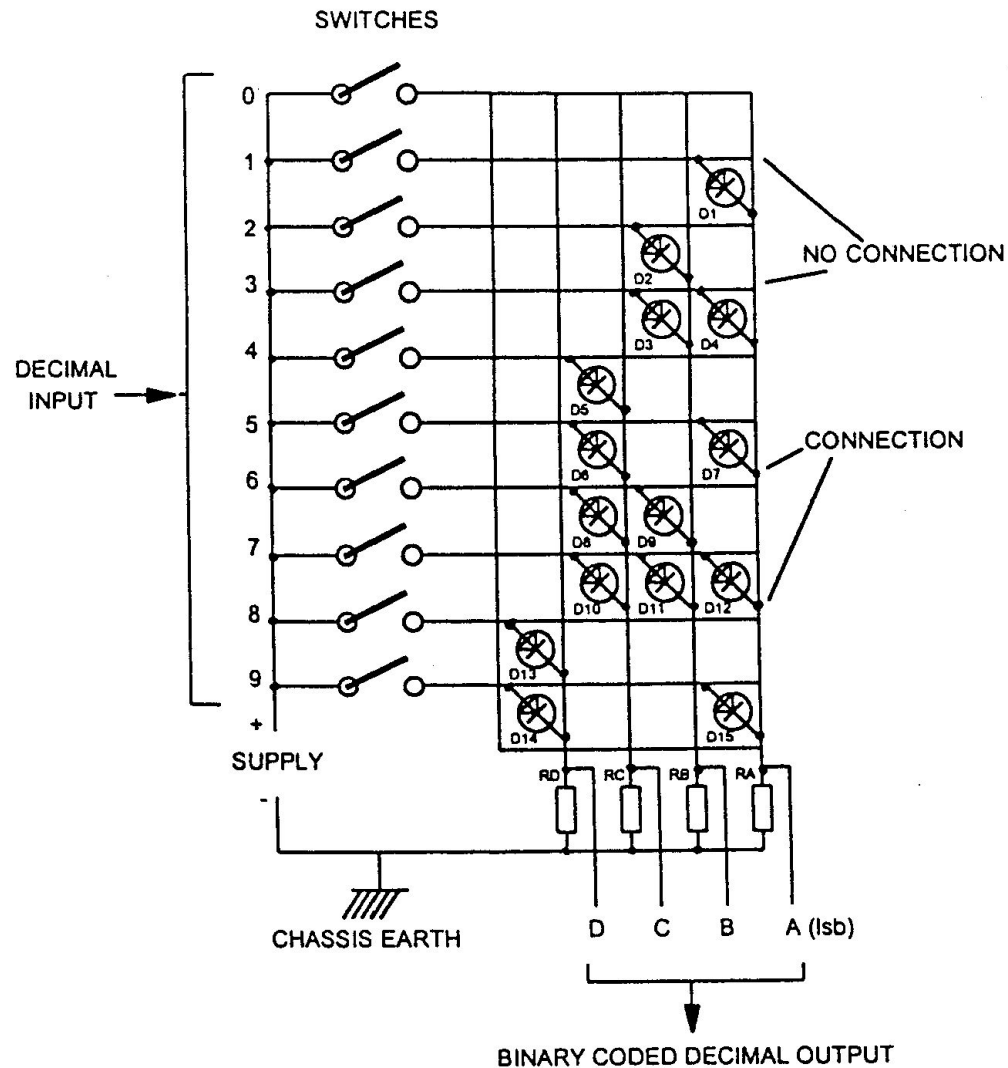 SWITCHES
0
1
D1
2
NO CONNECTION
D2
3
D3 D4
4
DECIMAL
INPUT
D5
5
CONNECTION
D6 D7
6
D8 D9
7
D10 D11 D12
8
D13
9
+
D14 D15
SUPPLY
RD RC RB RA
-
D C B A (lsb)
CHASSIS EARTH
BINARY CODED DECIMAL OUTPUT